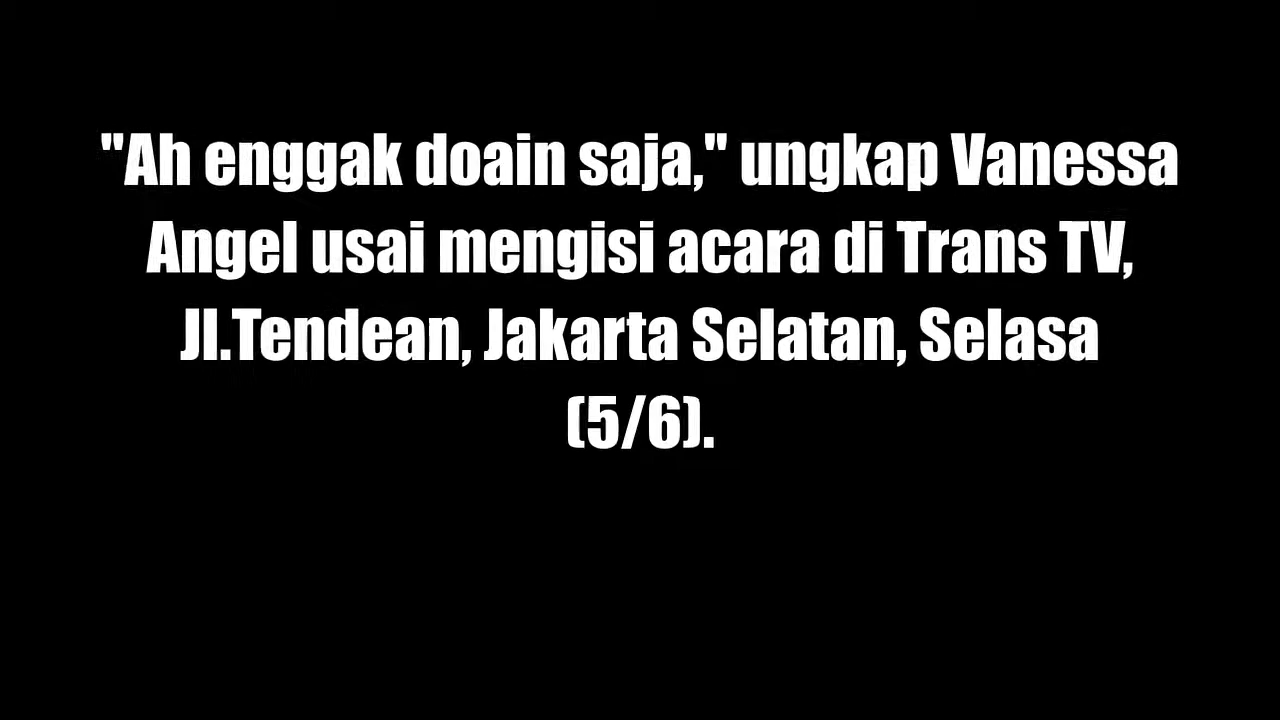 "Ah enggak doain saja," ungkap Vanessa
Angel usai mengisi acara di Trans TV,
Jl.Tendean, Jakarta Selatan, Selasa
(5/6).